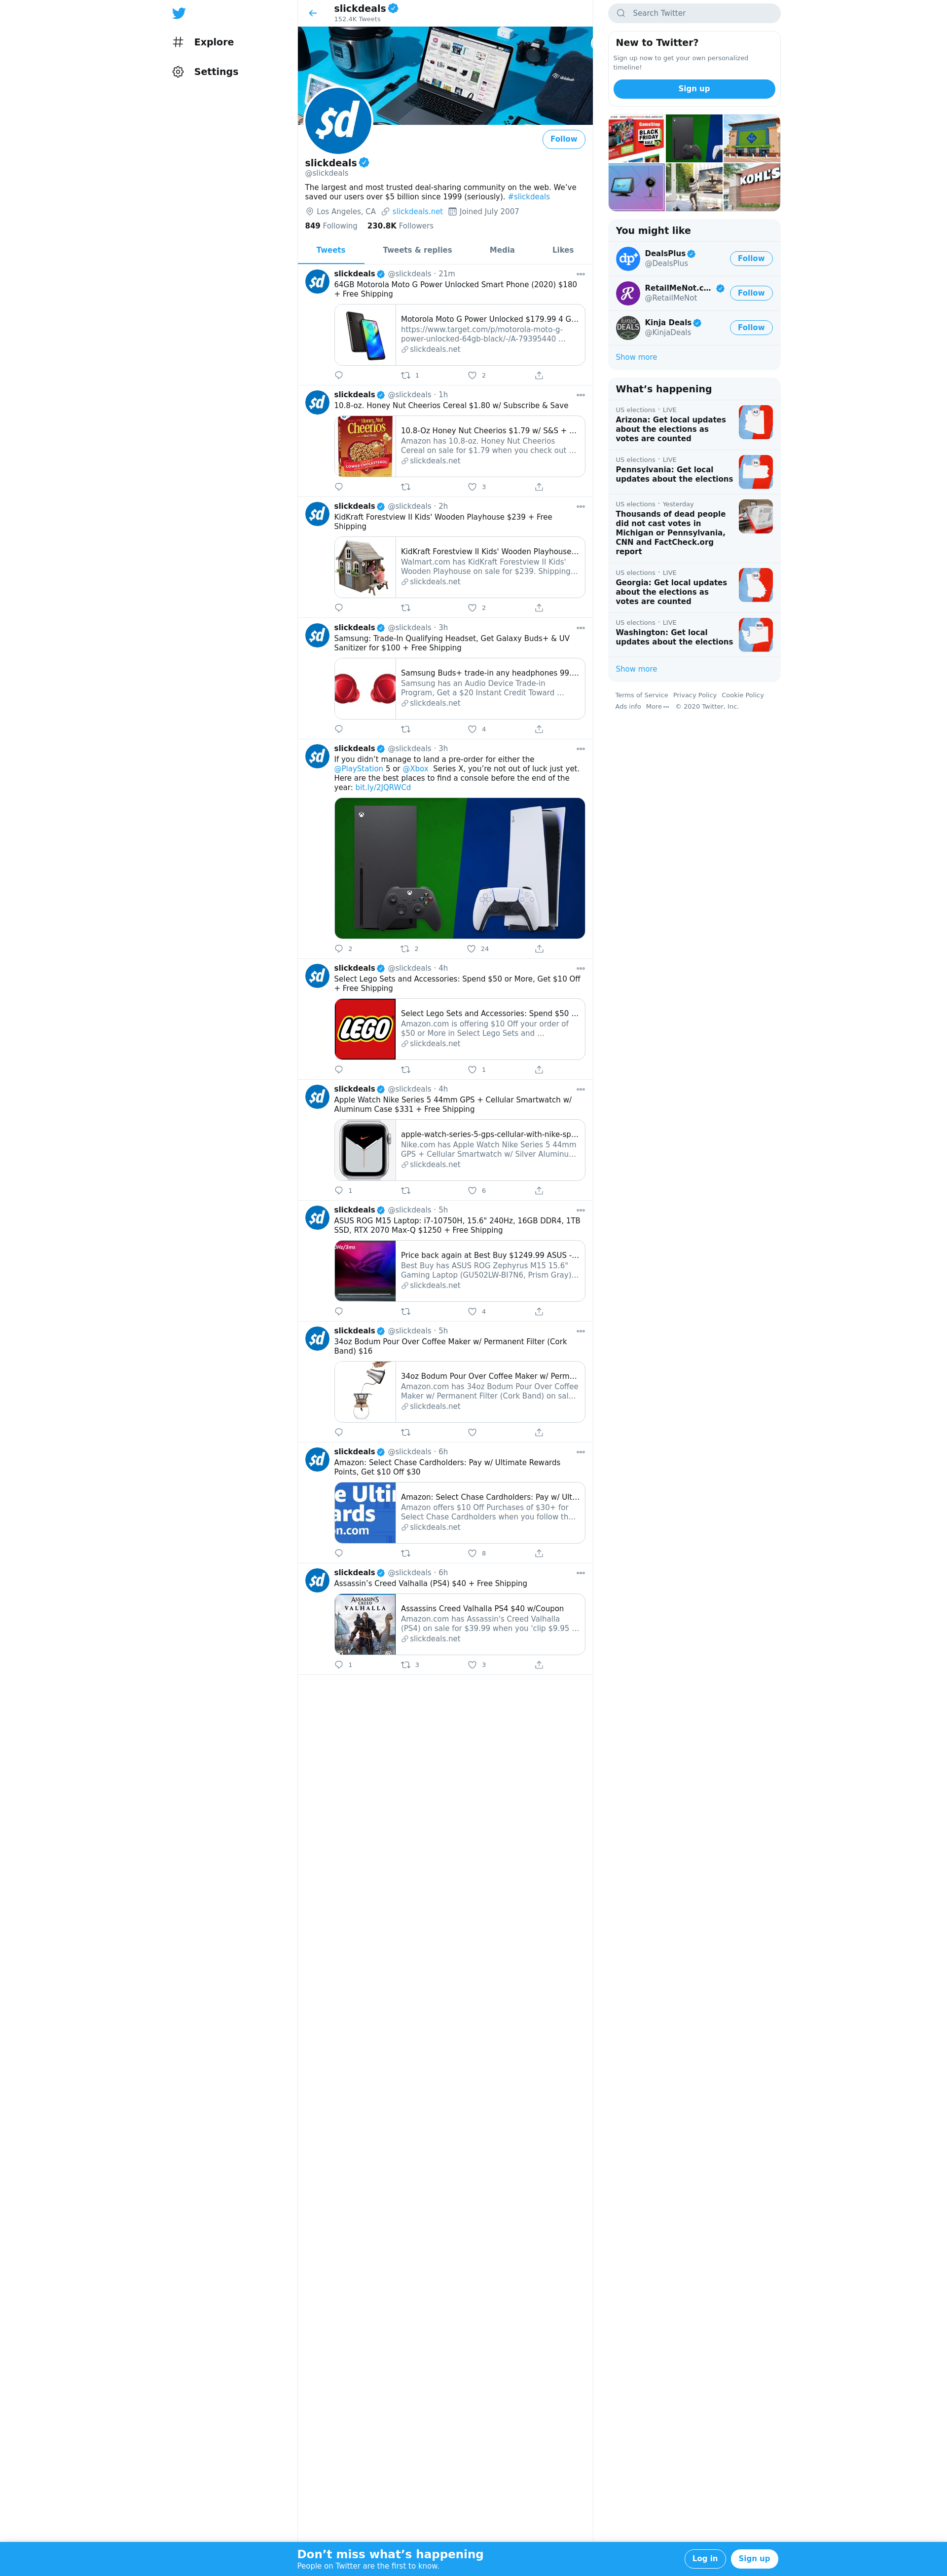 Explore
Settings
slickdeals
152.4K Tweets
$d
Follow
slickdeals
@slickdeals
The largest and most trusted deal-sharing community on the web. We've
saved our users over $5 billion since 1999 (seriously). #slickdeals
Los Angeles, CA slickdeals.net Joined July 2007
849 Following 230.8K Followers
Tweets Tweets & replies Media Likes
slickdeals @slickdeals · 21m
64GB Motorola Moto G Power Unlocked Smart Phone (2020) $180
+ Free Shipping
Motorola Moto G Power Unlocked $179.99 4 G...
https://www.target.com/p/motorola-moto-g-
power-unlocked-64gb-black/-/A-79395440 ...
slickdeals.net
1 2
slickdeals @slickdeals · 1h
10.8-oz. Honey Nut Cheerios Cereal $1.80 w/ Subscribe & Save
Honey Nut
Cheerios
LOWER CHOLESTEROL
10.8-Oz Honey Nut Cheerios $1.79 w/ S&S + ...
Amazon has 10.8-oz. Honey Nut Cheerios
Cereal on sale for $1.79 when you check out ...
slickdeals.net
3
slickdeals @slickdeals · 2h
KidKraft Forestview II Kids' Wooden Playhouse $239 + Free
Shipping
KidKraft Forestview II Kids' Wooden Playhouse...
Walmart.com has KidKraft Forestview II Kids'
Wooden Playhouse on sale for $239. Shipping...
slickdeals.net
2
slickdeals @slickdeals · 3h
Samsung: Trade-In Qualifying Headset, Get Galaxy Buds+ & UV
Sanitizer for $100 + Free Shipping
Samsung Buds+ trade-in any headphones 99....
Samsung has an Audio Device Trade-in
Program, Get a $20 Instant Credit Toward ...
slickdeals.net
4
slickdeals @slickdeals · 3h
If you didn't manage to land a pre-order for either the
@PlayStation 5 or @Xbox Series X, you're not out of luck just yet.
Here are the best places to find a console before the end of the
year: bit.ly/2JQRWCd
2 2 24
slickdeals @slickdeals · 4h
Select Lego Sets and Accessories: Spend $50 or More, Get $10 Off
+ Free Shipping
LEGO
Select Lego Sets and Accessories: Spend $50 ...
Amazon.com is offering $10 Off your order of
$50 or More in Select Lego Sets and ...
slickdeals.net
1
slickdeals @slickdeals · 4h
Apple Watch Nike Series 5 44mm GPS + Cellular Smartwatch w/
Aluminum Case $331 + Free Shipping
apple-watch-series-5-gps-cellular-with-nike-sp...
Nike.com has Apple Watch Nike Series 5 44mm
GPS + Cellular Smartwatch w/ Silver Aluminu...
slickdeals.net
1 6
slickdeals @slickdeals · 5h
ASUS ROG M15 Laptop: i7-10750H, 15.6" 240Hz, 16GB DDR4, 1TB
SSD, RTX 2070 Max-Q $1250 + Free Shipping
Price back again at Best Buy $1249.99 ASUS -...
Best Buy has ASUS ROG Zephyrus M15 15.6"
Gaming Laptop (GU502LW-BI7N6, Prism Gray)...
slickdeals.net
4
slickdeals @slickdeals · 5h
34oz Bodum Pour Over Coffee Maker w/ Permanent Filter (Cork
Band) $16
34oz Bodum Pour Over Coffee Maker w/ Perm...
Amazon.com has 34oz Bodum Pour Over Coffee
Maker w/ Permanent Filter (Cork Band) on sal...
slickdeals.net
slickdeals @slickdeals · 6h
Amazon: Select Chase Cardholders: Pay w/ Ultimate Rewards
Points, Get $10 Off $30
e Ulti
ards
on.com
Amazon: Select Chase Cardholders: Pay w/ Ult...
Amazon offers $10 Off Purchases of $30+ for
Select Chase Cardholders when you follow th...
slickdeals.net
8
slickdeals @slickdeals · 6h
Assassin's Creed Valhalla (PS4) $40 + Free Shipping
ASSASSIN'S
CREED
VALHALLA
Assassins Creed Valhalla PS4 $40 w/Coupon
Amazon.com has Assassin's Creed Valhalla
(PS4) on sale for $39.99 when you 'clip $9.95 ...
slickdeals.net
1 3 3
Search Twitter
New to Twitter?
Sign up now to get your own personalized
timeline!
Sign up
GameStop
BLACK
FRIDAY
KOHL'S
You might like
DealsPlus
@DealsPlus
Follow
RetailMeNot.c...
@RetailMeNot
Follow
Kinja Deals
@KinjaDeals
Follow
Show more
What's happening
US elections · LIVE
Arizona: Get local updates
about the elections as
votes are counted
US elections · LIVE
Pennsylvania: Get local
updates about the elections
US elections · Yesterday
Thousands of dead people
did not cast votes in
Michigan or Pennsylvania,
CNN and FactCheck.org
report
US elections · LIVE
Georgia: Get local updates
about the elections as
votes are counted
US elections · LIVE
Washington: Get local
updates about the elections
Show more
Terms of Service Privacy Policy Cookie Policy
Ads info More © 2020 Twitter, Inc.
Don't miss what's happening
People on Twitter are the first to know.
Log in
Sign up